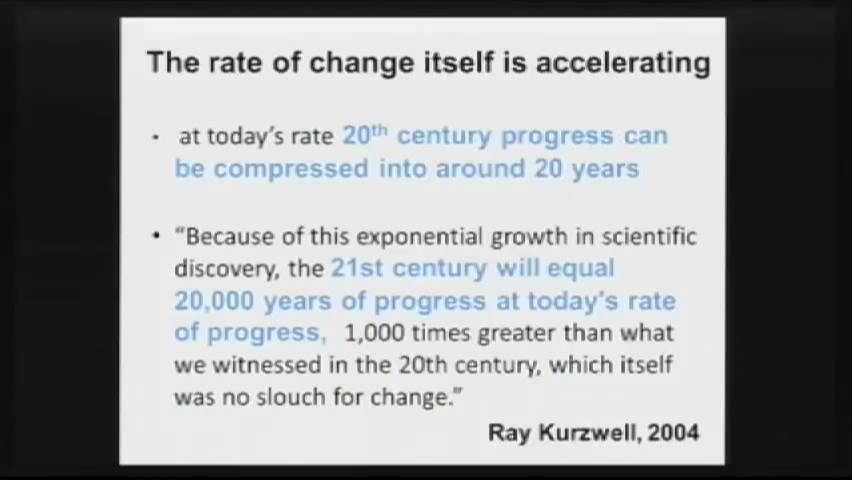 The rate of change itself is accelerating
• at today's rate 20th century progress can
be compressed into around 20 years
• “Because of this exponential growth in scientific
discovery, the 21st century will equal
20,000 years of progress at today's rate
of progress, 1,000 times greater than what
we witnessed in the 20th century, which itself
was no slouch for change.”
Ray Kurzwell, 2004